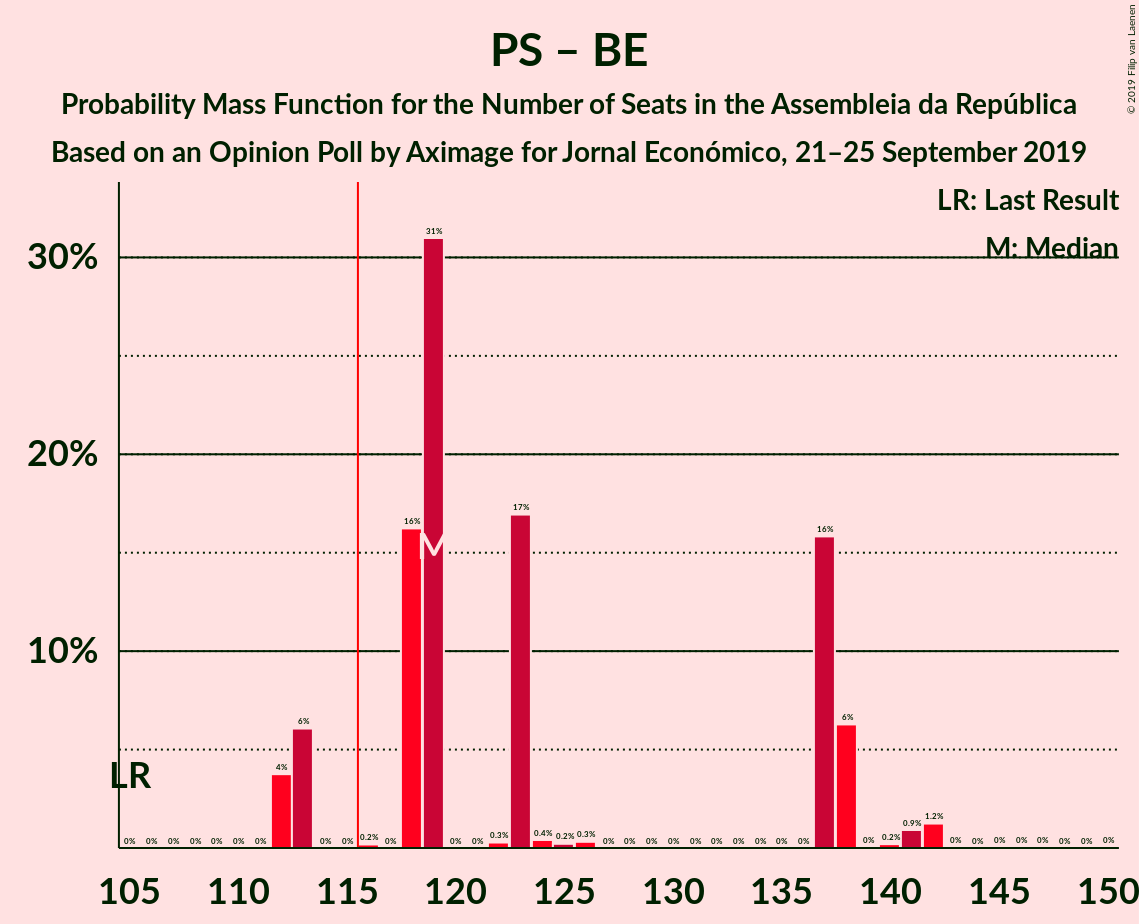 PS – BE
Probability Mass Function for the Number of Seats in the Assembleia da República
Based on an Opinion Poll by Aximage for Jornal Económico, 21–25 September 2019
© 2019 Filip van Laenen
LR: Last Result
M: Median
30%
20%
10%
LR
M
0% 0% 0% 0% 0% 0% 0% 4% 6% 0% 0% 0.2% 0% 16% 31% 0% 0% 0.3% 17% 0.4% 0.2% 0.3% 0% 0% 0% 0% 0% 0% 0% 0% 0% 0% 16% 6% 0% 0.2% 0.9% 1.2% 0% 0% 0% 0% 0% 0% 0% 0%
105 110 115 120 125 130 135 140 145 150